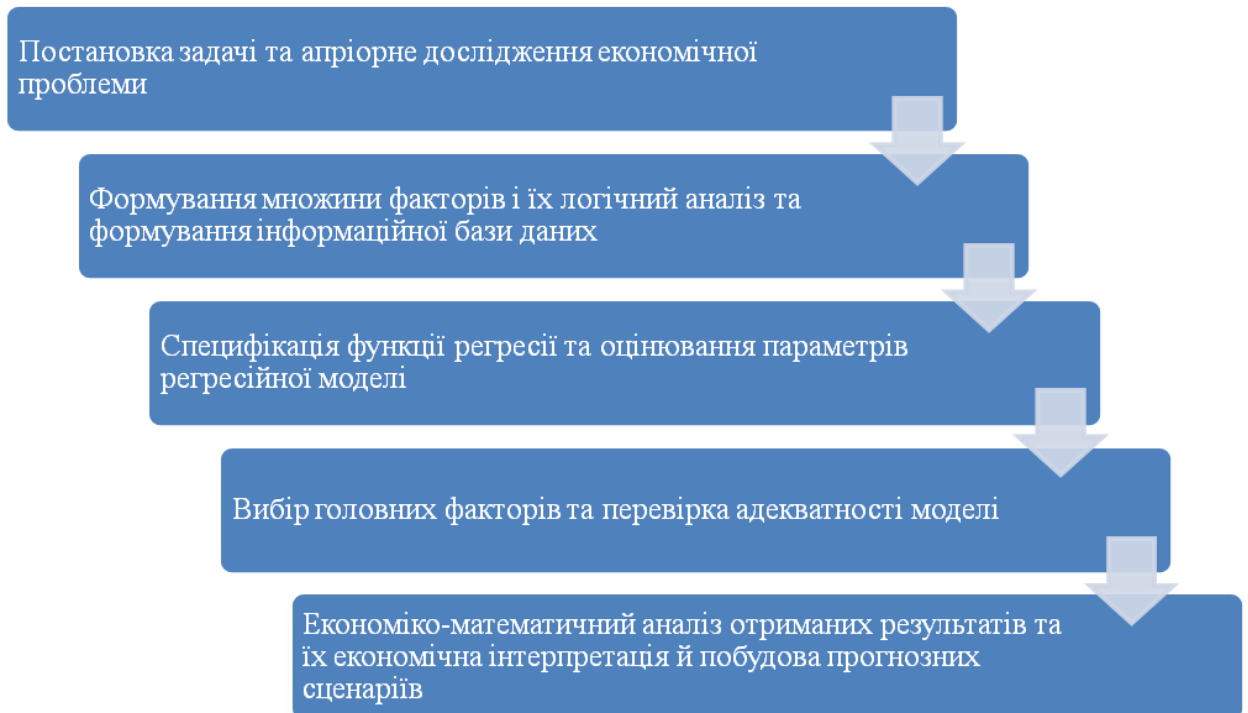 Постановка задачі та апріорне дослідження економічної
проблеми
Формування множини факторів і їх логічний аналіз та
формування інформаційної бази даних
Специфікація функції регресії та оцінювання параметрів
регресійної моделі
Вибір головних факторів та перевірка адекватності моделі
Економіко-математичний аналіз отриманих результатів та
їх економічна інтерпретація й побудова прогнозних
сценаріїв